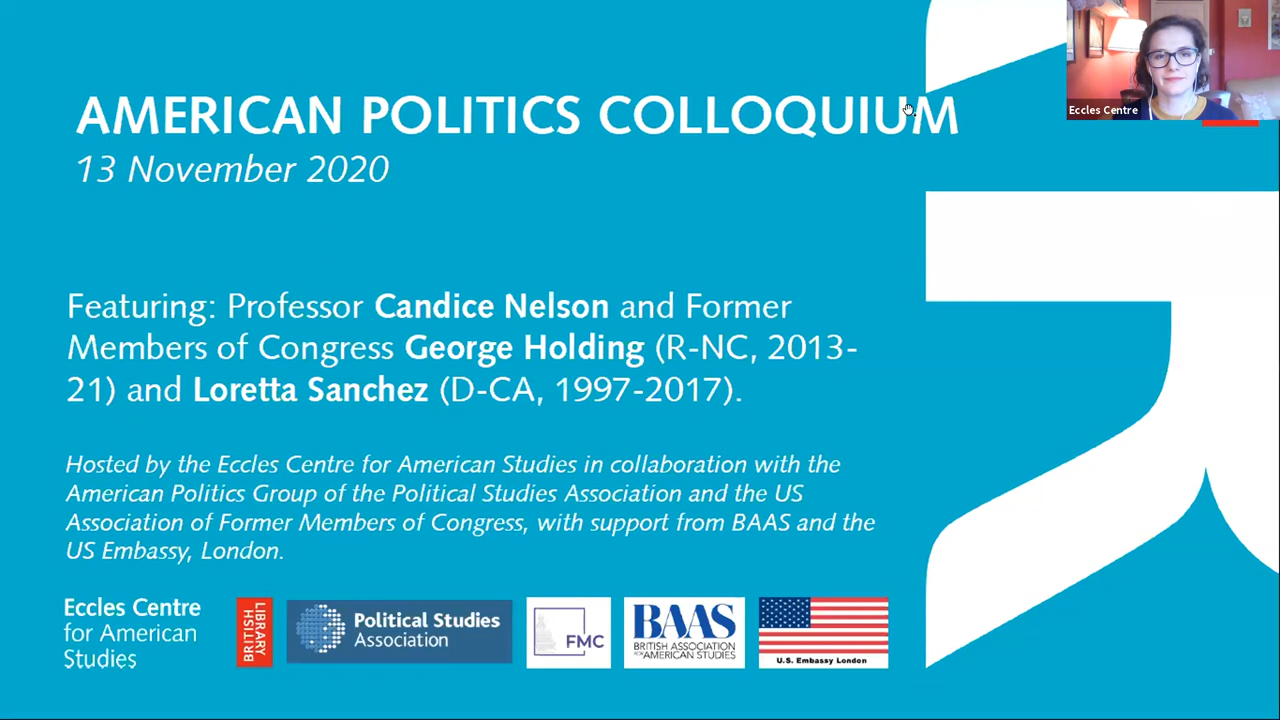 AMERICAN POLITICS COLLOQUIUM
13 November 2020
Eccles Centre
Featuring: Professor Candice Nelson and Former
Members of Congress George Holding (R-NC, 2013-
21) and Loretta Sanchez (D-CA, 1997-2017).
Hosted by the Eccles Centre for American Studies in collaboration with the
American Politics Group of the Political Studies Association and the US
Association of Former Members of Congress, with support from BAAS and the
US Embassy, London.
Eccles Centre
for American
Studies
BRITISH
LIBRARY
Political Studies
Association
FMC
BAAS
BRITISH ASSOCIATION
FOR AMERICAN STUDIES
U.S. Embassy London